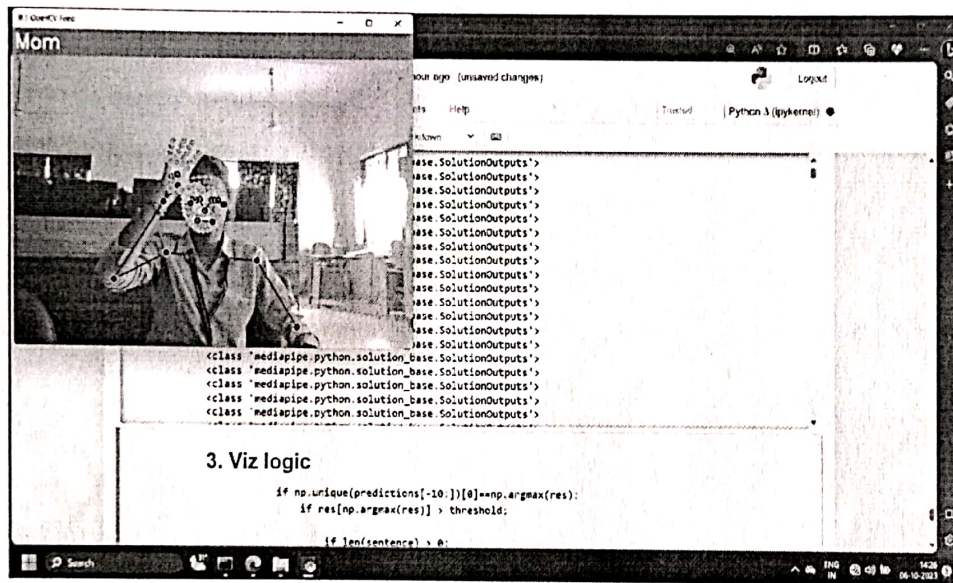 OpenCV Feed
Mom
hour ago (unsaved changes)
Logout
Help
Trusted
Python 3 (ipykernel)
base.SolutionOutputs'>
base.SolutionOutputs'>
base.SolutionOutputs'>
base.SolutionOutputs'>
base.SolutionOutputs'>
base.SolutionOutputs'>
base.SolutionOutputs'>
base.SolutionOutputs'>
base.SolutionOutputs'>
base.SolutionOutputs'>
base.SolutionOutputs'>
base.SolutionOutputs'>
base.SolutionOutputs'>
base.SolutionOutputs'>
<class 'mediapipe.python.solution_base.SolutionOutputs'>
<class 'mediapipe.python.solution_base.SolutionOutputs'>
<class 'mediapipe.python.solution_base.SolutionOutputs'>
<class 'mediapipe.python.solution_base.SolutionOutputs'>
<class 'mediapipe.python.solution_base.SolutionOutputs'>
3. Viz logic
if np.unique(predictions[-10:])[0]==np.argmax(res):
if res[np.argmax(res)] > threshold:
if len(sentence) > 0:
Search
ENG
IN
14:26
06-10-2023